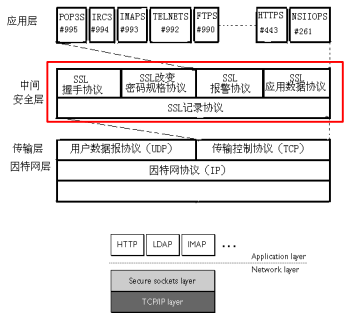 应用层
POP3S IRC3 IMAPS TELNETS FTPS HTTPS NSIIOPS
#995 #994 #993 #992 #990 #443 #261
中间
安全层
SSL
握手协议
SSL改变
密码规格协议
SSL
报警协议
SSL
应用数据协议
SSL记录协议
传输层
因特网层
用户数据报协议(UDP) 传输控制协议(TCP)
因特网协议(IP)
HTTP LDAP IMAP ...
Application layer
Network layer
Secure sockets layer
TCP/IP layer